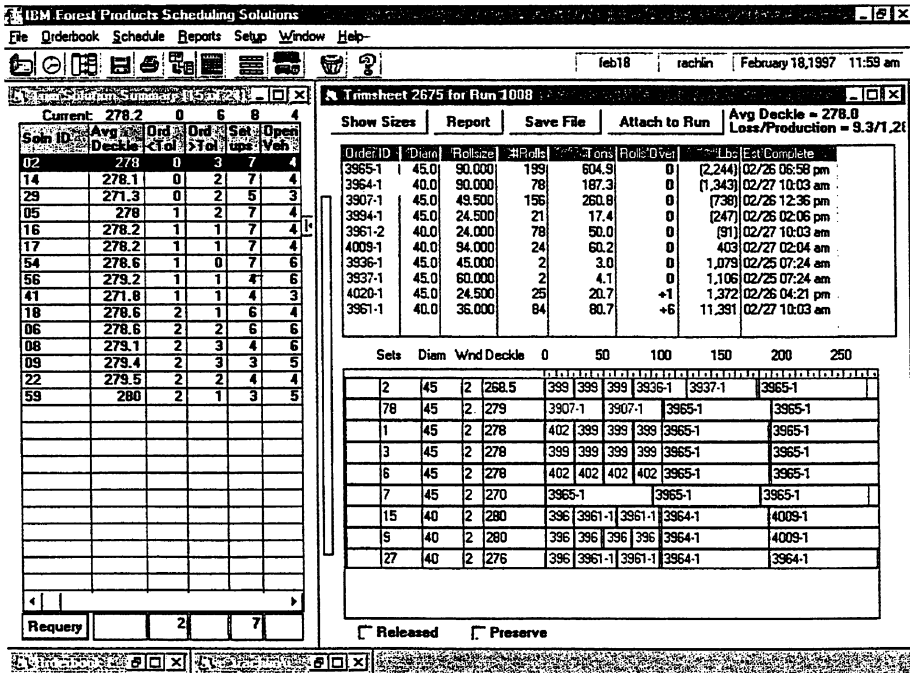 IBM Forest Products Scheduling Solutions
File Orderbook Schedule Reports Setup Window Help
feb18 rachlin February 18,1997 11:59 am
Current: 278.2 0 6 8 4
Soln ID Avg Deckle Ord <Tol Ord >Tol Set ups Open Veh
02 278 0 3 7 4
14 278.1 0 2 7 4
29 271.3 0 2 5 3
05 278 1 2 7 4
16 278.2 1 1 7 4
17 278.2 1 1 7 4
54 278.6 1 0 7 6
56 279.2 1 1 4 6
41 271.8 1 1 4 3
18 278.6 2 1 6 4
06 278.6 2 2 6 6
08 279.1 2 3 4 6
09 279.4 2 3 3 5
22 279.5 2 2 4 4
59 280 2 1 3 5
Requery 2 7
Trimsheet 2675 for Run 1008
Show Sizes Report Save File Attach to Run
Avg Deckle = 278.0
Loss/Production = 9.3/1,28
Order ID Diam Rollsize #Rolls Tons Rolls Over Lbs Est Complete
3965-1 45.0 90.000 199 604.9 0 (2,244) 02/26 06:58 pm
3964-1 40.0 90.000 78 187.3 0 (1,343) 02/27 10:03 am
3907-1 45.0 49.500 156 260.8 0 (738) 02/26 12:36 pm
3994-1 45.0 24.500 21 17.4 0 (247) 02/26 02:06 pm
3961-2 40.0 24.000 78 50.0 0 (91) 02/27 10:03 am
4009-1 40.0 94.000 24 60.2 0 403 02/27 02:04 am
3936-1 45.0 45.000 2 3.0 0 1,079 02/25 07:24 am
3937-1 45.0 60.000 2 4.1 0 1,106 02/25 07:24 am
4020-1 45.0 24.500 25 20.7 +1 1,372 02/26 04:21 pm
3961-1 40.0 36.000 84 80.7 +6 11,391 02/27 10:03 am
Sets Diam Wnd Deckle 0 50 100 150 200 250
2 45 2 268.5 399 399 399 3936-1 3937-1 3965-1
78 45 2 279 3907-1 3907-1 3965-1 3965-1
1 45 2 278 402 399 399 399 3965-1 3965-1
3 45 2 278 399 399 399 399 3965-1 3965-1
6 45 2 278 402 402 402 402 3965-1 3965-1
7 45 2 270 3965-1 3965-1 3965-1
15 40 2 280 396 3961-1 3961-1 3964-1 4009-1
9 40 2 280 396 396 396 396 3964-1 4009-1
27 40 2 276 396 3961-1 3961-1 3964-1 3964-1
Released Preserve